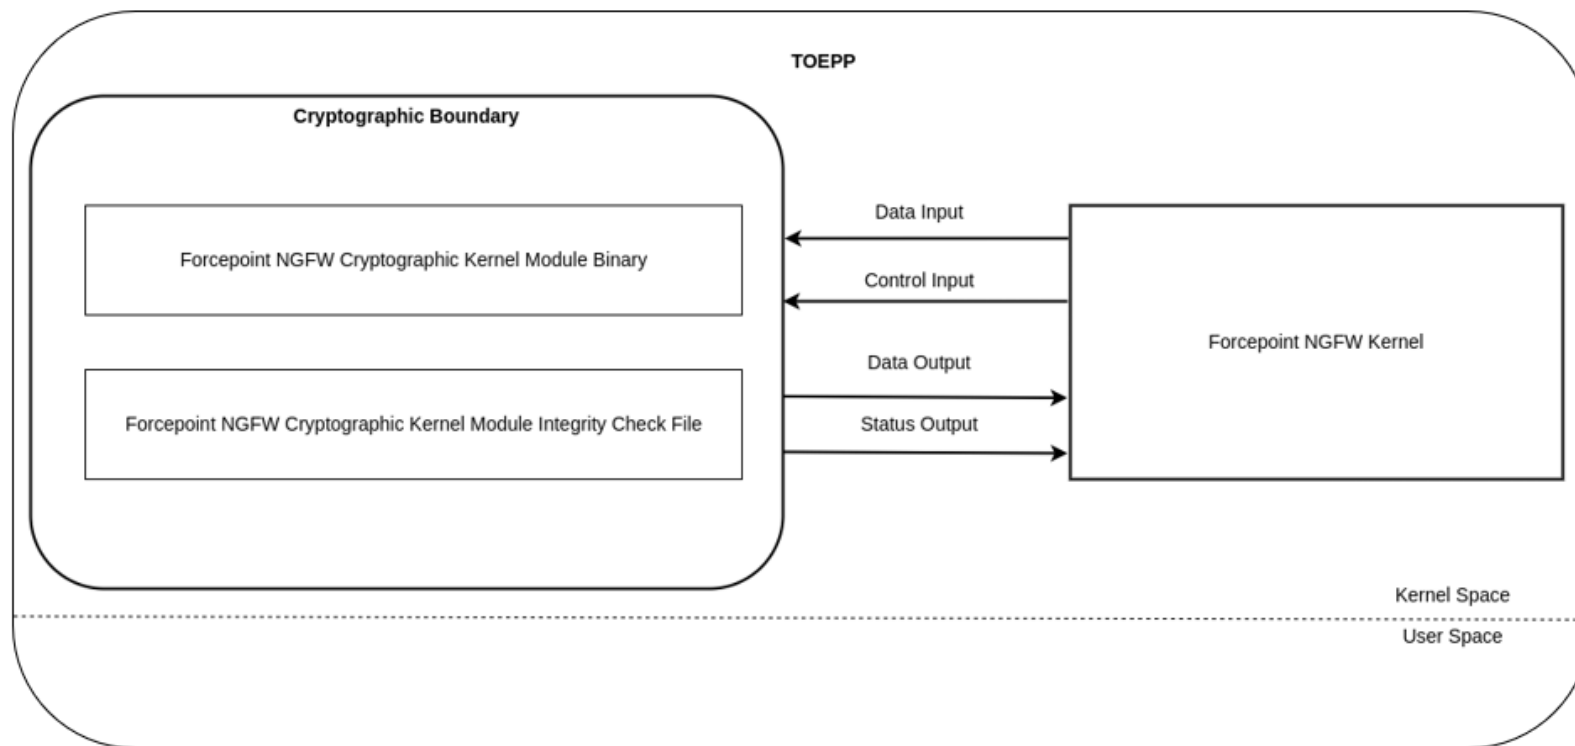 TOEPP
Cryptographic Boundary
Forcepoint NGFW Cryptographic Kernel Module Binary
Forcepoint NGFW Cryptographic Kernel Module Integrity Check File
Data Input
Control Input
Data Output
Status Output
Forcepoint NGFW Kernel
Kernel Space
User Space